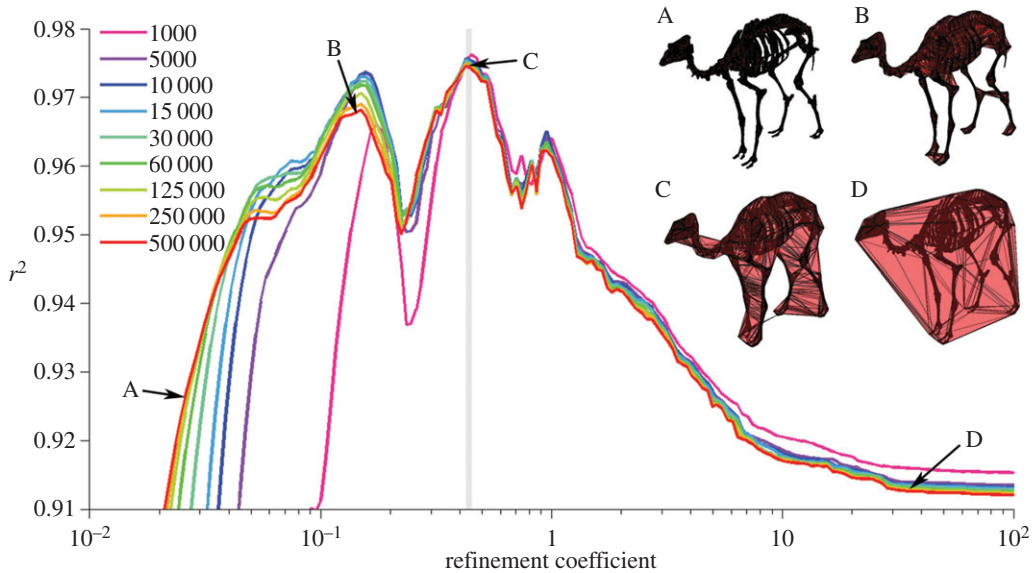 0.98
0.97
0.96
0.95
0.94
0.93
0.92
0.91
r²
1000
5000
10 000
15 000
30 000
60 000
125 000
250 000
500 000
A
B
C
D
A
B
C
D
10⁻²
10⁻¹
1
10
10²
refinement coefficient